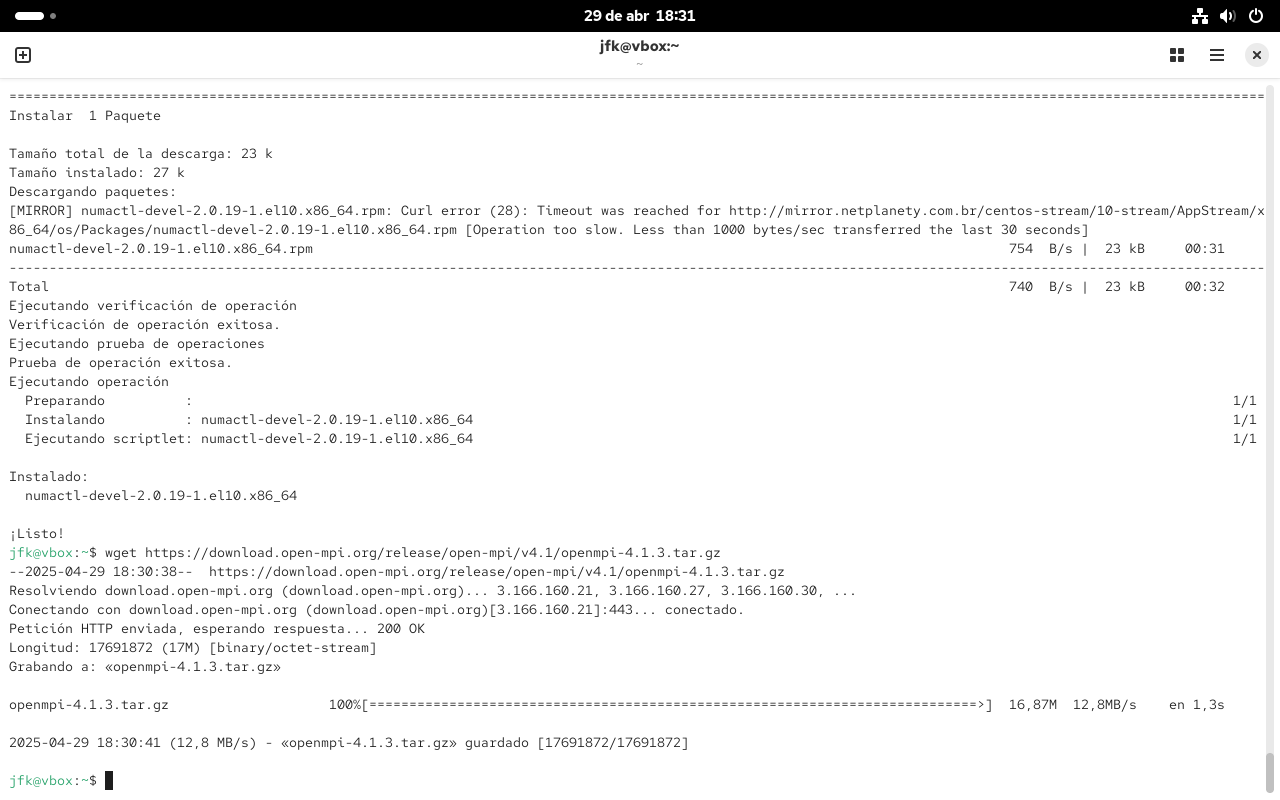 29 de abr 18:31
jfk@vbox:~
~
================================================================================================================================================================
Instalar  1 Paquete
Tamaño total de la descarga: 23 k
Tamaño instalado: 27 k
Descargando paquetes:
[MIRROR] numactl-devel-2.0.19-1.el10.x86_64.rpm: Curl error (28): Timeout was reached for http://mirror.netplanety.com.br/centos-stream/10-stream/AppStream/x
86_64/os/Packages/numactl-devel-2.0.19-1.el10.x86_64.rpm [Operation too slow. Less than 1000 bytes/sec transferred the last 30 seconds]
numactl-devel-2.0.19-1.el10.x86_64.rpm 754  B/s |  23 kB     00:31
----------------------------------------------------------------------------------------------------------------------------------------------------------------
Total 740  B/s |  23 kB     00:32
Ejecutando verificación de operación
Verificación de operación exitosa.
Ejecutando prueba de operaciones
Prueba de operación exitosa.
Ejecutando operación
  Preparando          : 1/1
  Instalando          : numactl-devel-2.0.19-1.el10.x86_64 1/1
  Ejecutando scriptlet: numactl-devel-2.0.19-1.el10.x86_64 1/1
Instalado:
  numactl-devel-2.0.19-1.el10.x86_64
¡Listo!
jfk@vbox:~$ wget https://download.open-mpi.org/release/open-mpi/v4.1/openmpi-4.1.3.tar.gz
--2025-04-29 18:30:38--  https://download.open-mpi.org/release/open-mpi/v4.1/openmpi-4.1.3.tar.gz
Resolviendo download.open-mpi.org (download.open-mpi.org)... 3.166.160.21, 3.166.160.27, 3.166.160.30, ...
Conectando con download.open-mpi.org (download.open-mpi.org)[3.166.160.21]:443... conectado.
Petición HTTP enviada, esperando respuesta... 200 OK
Longitud: 17691872 (17M) [binary/octet-stream]
Grabando a: «openmpi-4.1.3.tar.gz»
openmpi-4.1.3.tar.gz 100%[============================================================================>]  16,87M  12,8MB/s    en 1,3s
2025-04-29 18:30:41 (12,8 MB/s) - «openmpi-4.1.3.tar.gz» guardado [17691872/17691872]
jfk@vbox:~$